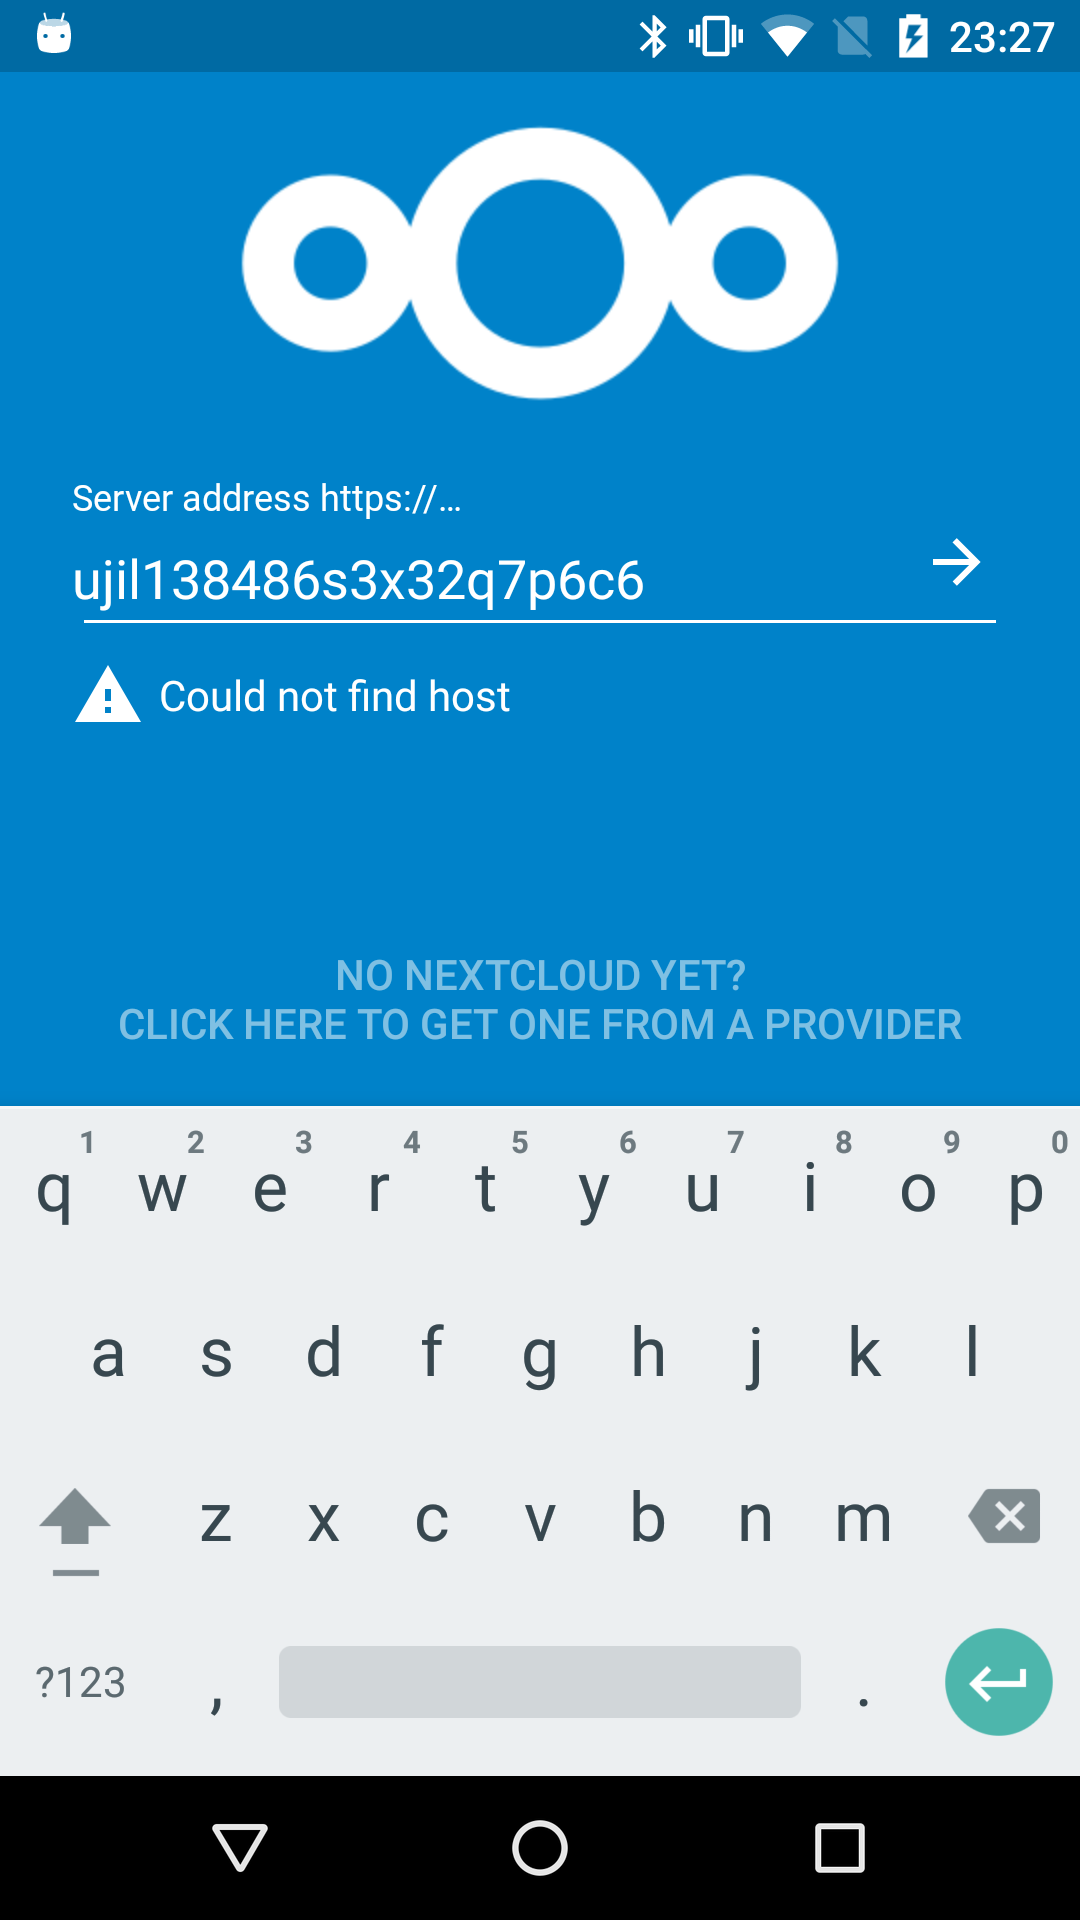 23:27
Server address https://…
ujil138486s3x32q7p6c6
Could not find host
NO NEXTCLOUD YET?
CLICK HERE TO GET ONE FROM A PROVIDER
1 2 3 4 5 6 7 8 9 0
q w e r t y u i o p
a s d f g h j k l
z x c v b n m
?123 , .